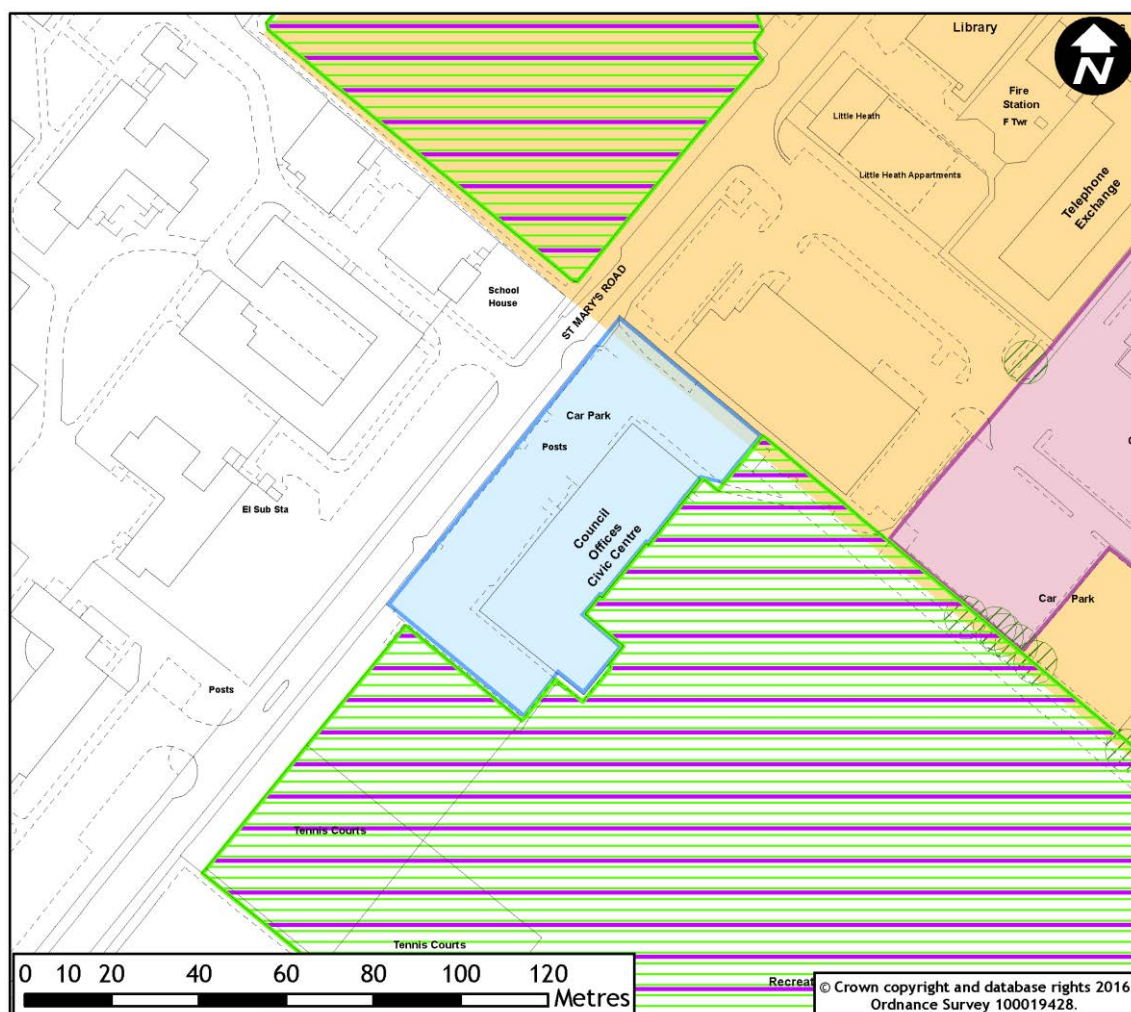 Library
N
Fire
Station
F Twr
Little Heath
Little Heath Appartments
Telephone
Exchange
School
House
ST MARY'S ROAD
Car Park
Posts
El Sub Sta
Council
Offices
Civic Centre
Car Park
Posts
Tennis Courts
Tennis Courts
0 10 20 40 60 80 100 120
Metres
Recreat
© Crown copyright and database rights 2016
Ordnance Survey 100019428.